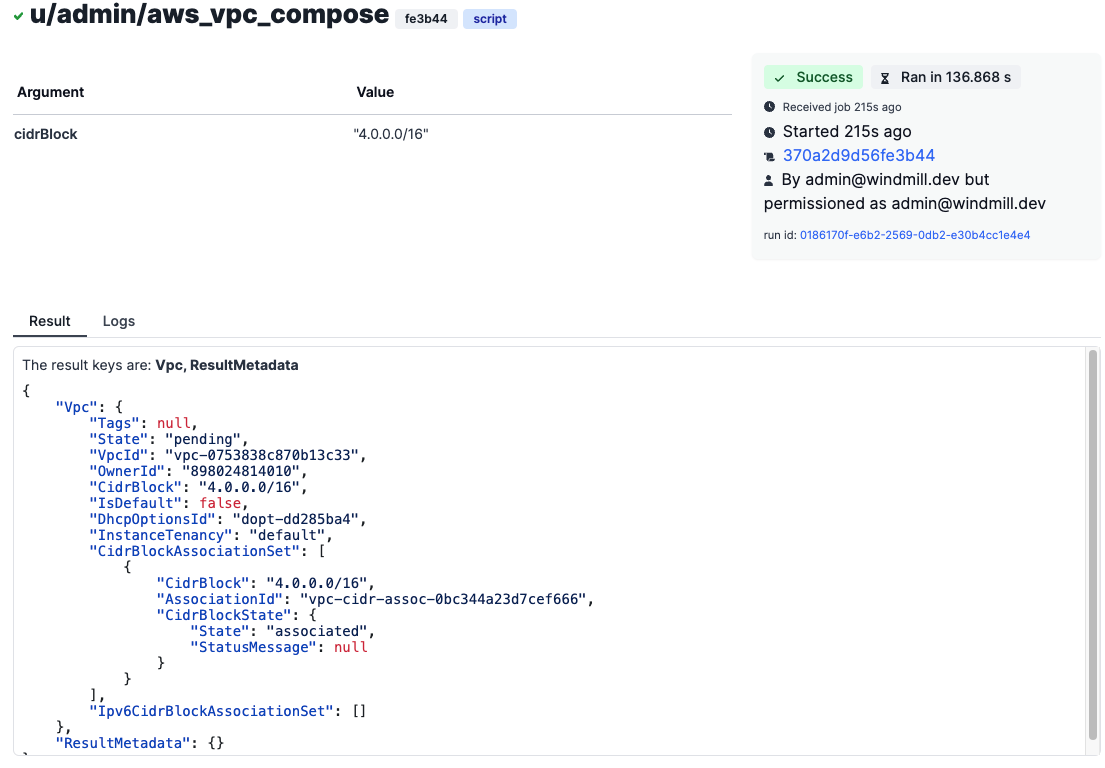 u/admin/aws_vpc_compose fe3b44 script
Argument Value
cidrBlock "4.0.0.0/16"
Success Ran in 136.868 s
Received job 215s ago
Started 215s ago
370a2d9d56fe3b44
By admin@windmill.dev but
permissioned as admin@windmill.dev
run id: 0186170f-e6b2-2569-0db2-e30b4cc1e4e4
Result Logs
The result keys are: Vpc, ResultMetadata
{
    "Vpc": {
        "Tags": null,
        "State": "pending",
        "VpcId": "vpc-0753838c870b13c33",
        "OwnerId": "898024814010",
        "CidrBlock": "4.0.0.0/16",
        "IsDefault": false,
        "DhcpOptionsId": "dopt-dd285ba4",
        "InstanceTenancy": "default",
        "CidrBlockAssociationSet": [
            {
                "CidrBlock": "4.0.0.0/16",
                "AssociationId": "vpc-cidr-assoc-0bc344a23d7cef666",
                "CidrBlockState": {
                    "State": "associated",
                    "StatusMessage": null
                }
            }
        ],
        "Ipv6CidrBlockAssociationSet": []
    },
    "ResultMetadata": {}